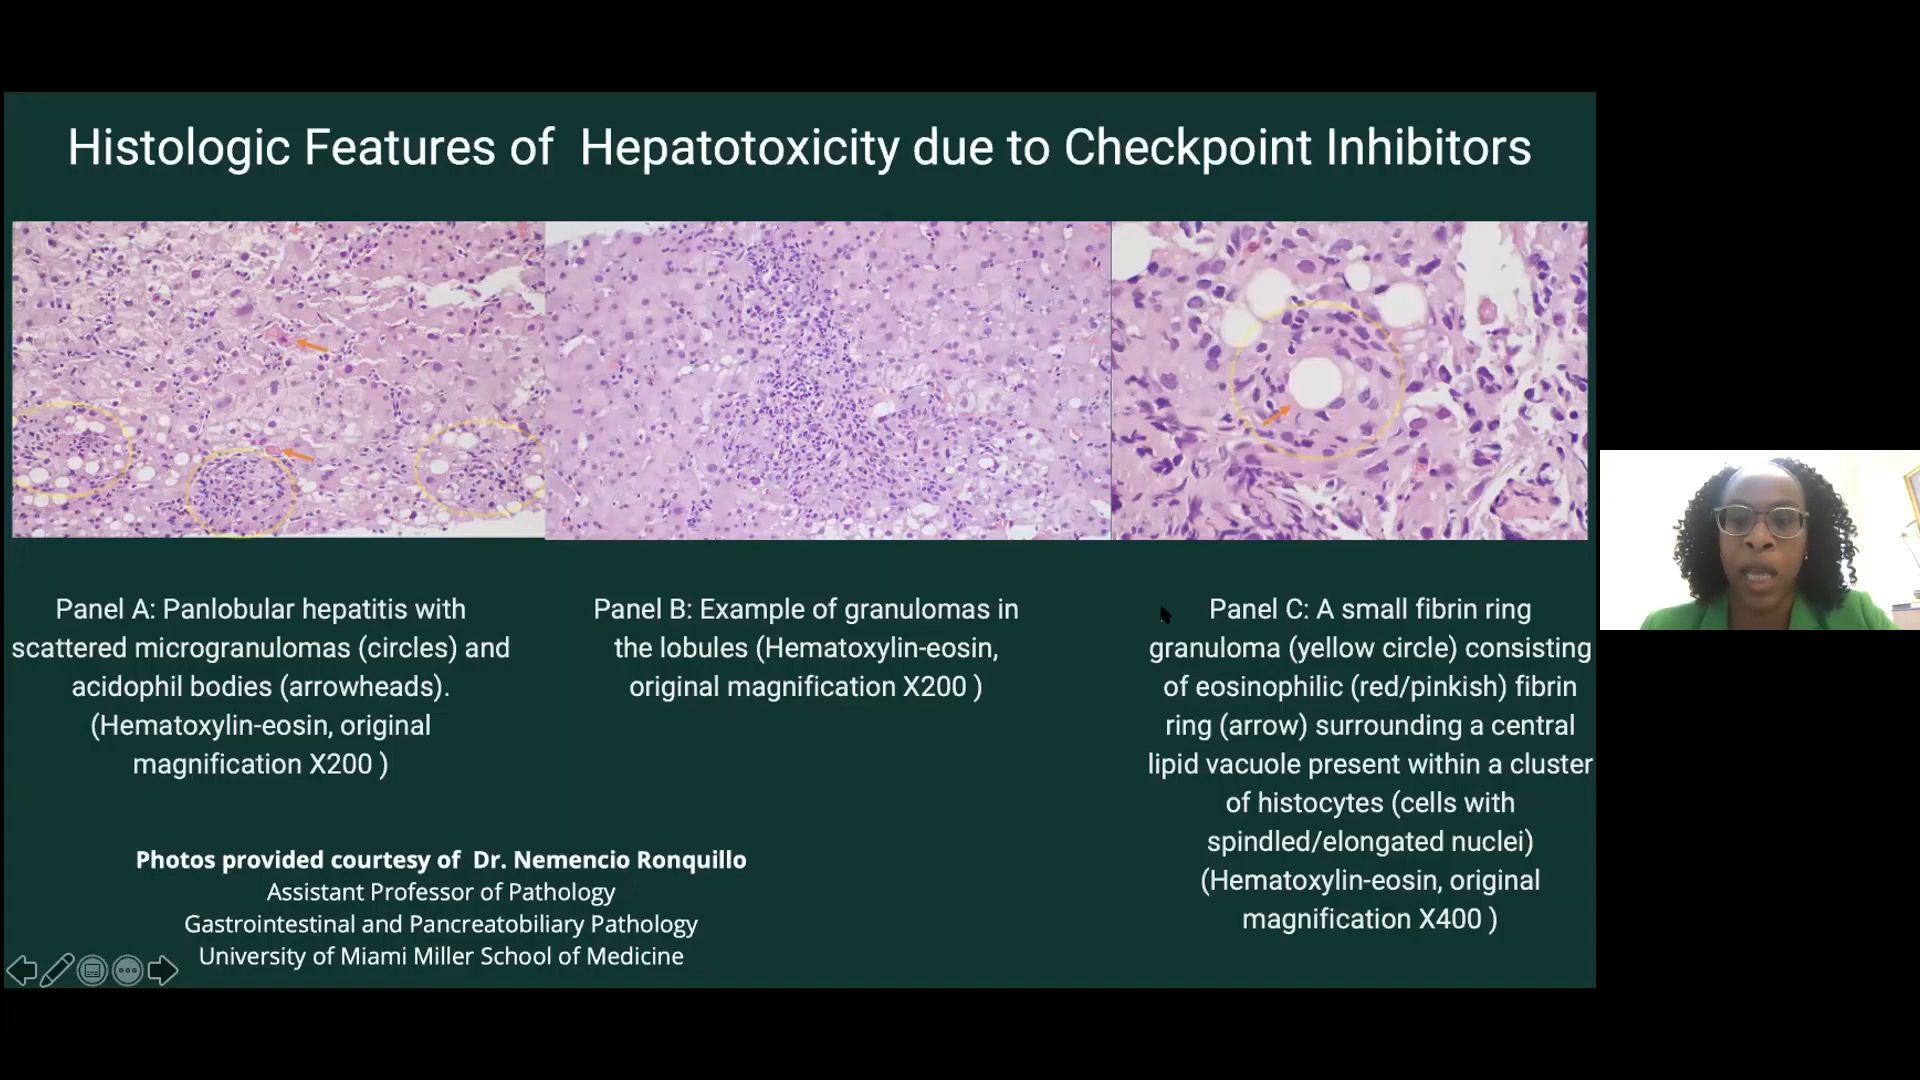 Histologic Features of Hepatotoxicity due to Checkpoint Inhibitors
Panel A: Panlobular hepatitis with
scattered microgranulomas (circles) and
acidophil bodies (arrowheads).
(Hematoxylin-eosin, original
magnification X200 )
Panel B: Example of granulomas in
the lobules (Hematoxylin-eosin,
original magnification X200 )
Panel C: A small fibrin ring
granuloma (yellow circle) consisting
of eosinophilic (red/pinkish) fibrin
ring (arrow) surrounding a central
lipid vacuole present within a cluster
of histocytes (cells with
spindled/elongated nuclei)
(Hematoxylin-eosin, original
magnification X400 )
Photos provided courtesy of Dr. Nemencio Ronquillo
Assistant Professor of Pathology
Gastrointestinal and Pancreatobiliary Pathology
University of Miami Miller School of Medicine